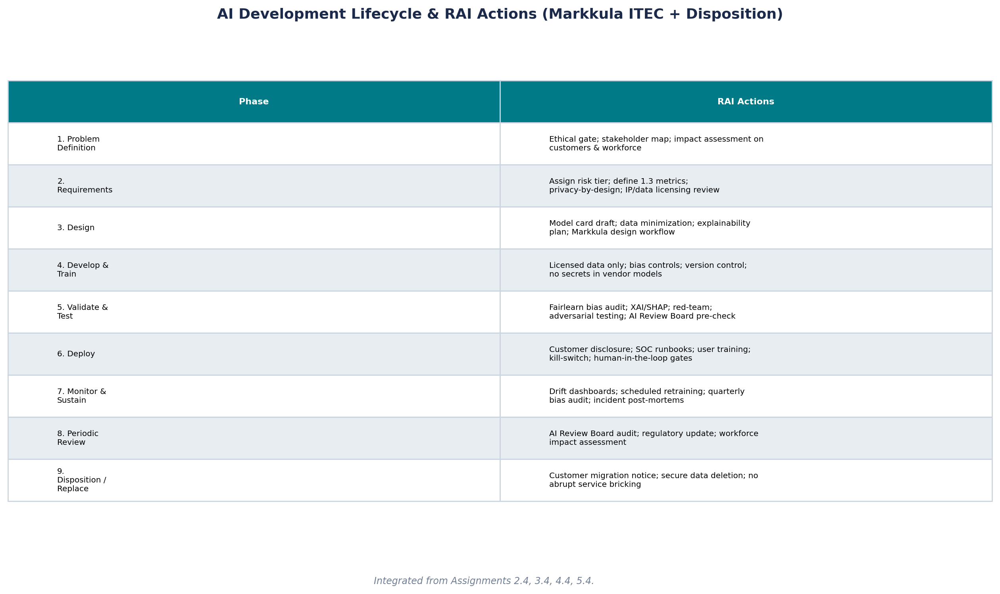 AI Development Lifecycle & RAI Actions (Markkula ITEC + Disposition)
Phase
RAI Actions
1. Problem
Definition
Ethical gate; stakeholder map; impact assessment on
customers & workforce
2.
Requirements
Assign risk tier; define 1.3 metrics;
privacy-by-design; IP/data licensing review
3. Design
Model card draft; data minimization; explainability
plan; Markkula design workflow
4. Develop &
Train
Licensed data only; bias controls; version control;
no secrets in vendor models
5. Validate &
Test
Fairlearn bias audit; XAI/SHAP; red-team;
adversarial testing; AI Review Board pre-check
6. Deploy
Customer disclosure; SOC runbooks; user training;
kill-switch; human-in-the-loop gates
7. Monitor &
Sustain
Drift dashboards; scheduled retraining; quarterly
bias audit; incident post-mortems
8. Periodic
Review
AI Review Board audit; regulatory update; workforce
impact assessment
9.
Disposition /
Replace
Customer migration notice; secure data deletion; no
abrupt service bricking
Integrated from Assignments 2.4, 3.4, 4.4, 5.4.